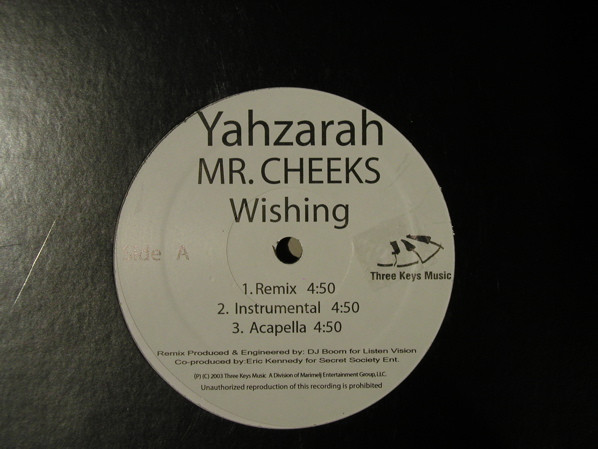 Yahzarah
MR. CHEEKS
Wishing
Side A
Three Keys Music
1. Remix 4:50
2. Instrumental 4:50
3. Acapella 4:50
Remix Produced & Engineered by: DJ Boom for Listen Vision
Co-produced by: Eric Kennedy for Secret Society Ent.
(P) (C) 2003 Three Keys Music A Division of Marimelj Entertainment Group, LLC.
Unauthorized reproduction of this recording is prohibited